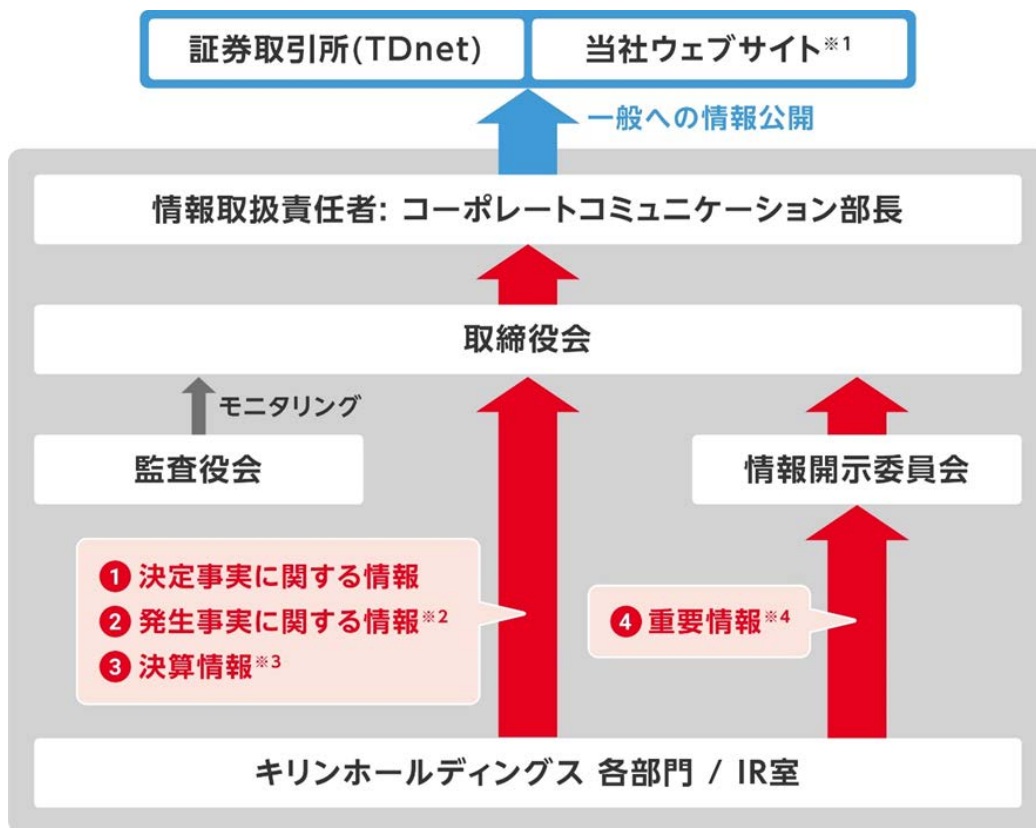 証券取引所(TDnet)
当社ウェブサイト※1
一般への情報公開
情報取扱責任者: コーポレートコミュニケーション部長
取締役会
モニタリング
監査役会
情報開示委員会
1 決定事実に関する情報
2 発生事実に関する情報※2
3 決算情報※3
4 重要情報※4
キリンホールディングス 各部門 / IR室